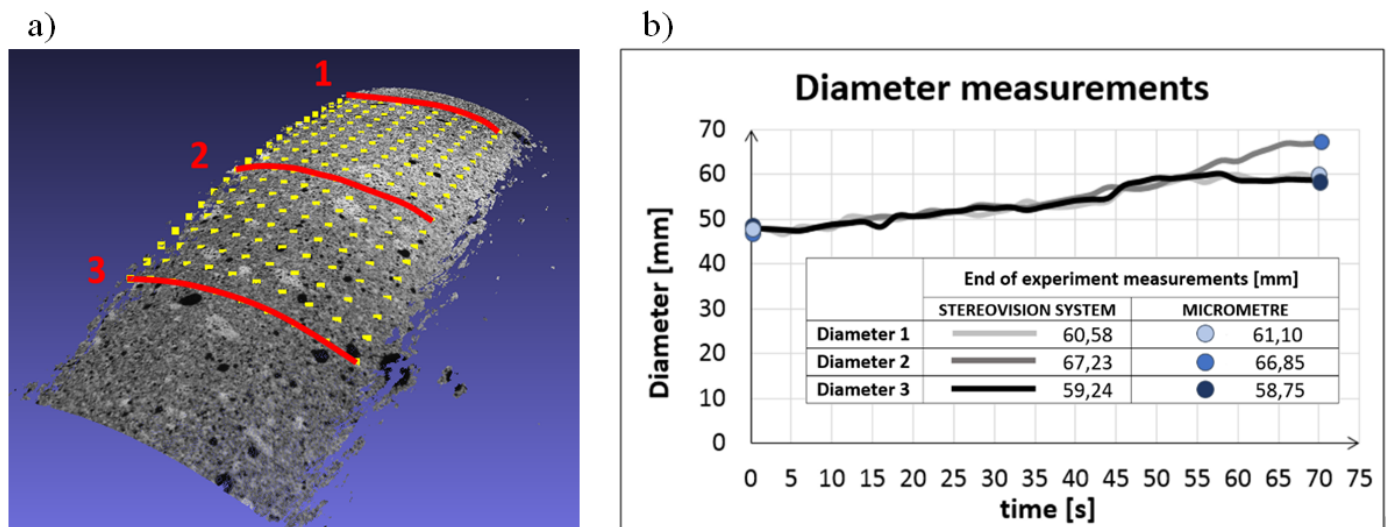 a)
1
2
3
b)
Diameter measurements
Diameter [mm]
70
60
50
40
30
20
10
0
0 5 10 15 20 25 30 35 40 45 50 55 60 65 70 75
time [s]
End of experiment measurements [mm]
STEREOVISION SYSTEM MICROMETRE
Diameter 1 60,58 61,10
Diameter 2 67,23 66,85
Diameter 3 59,24 58,75